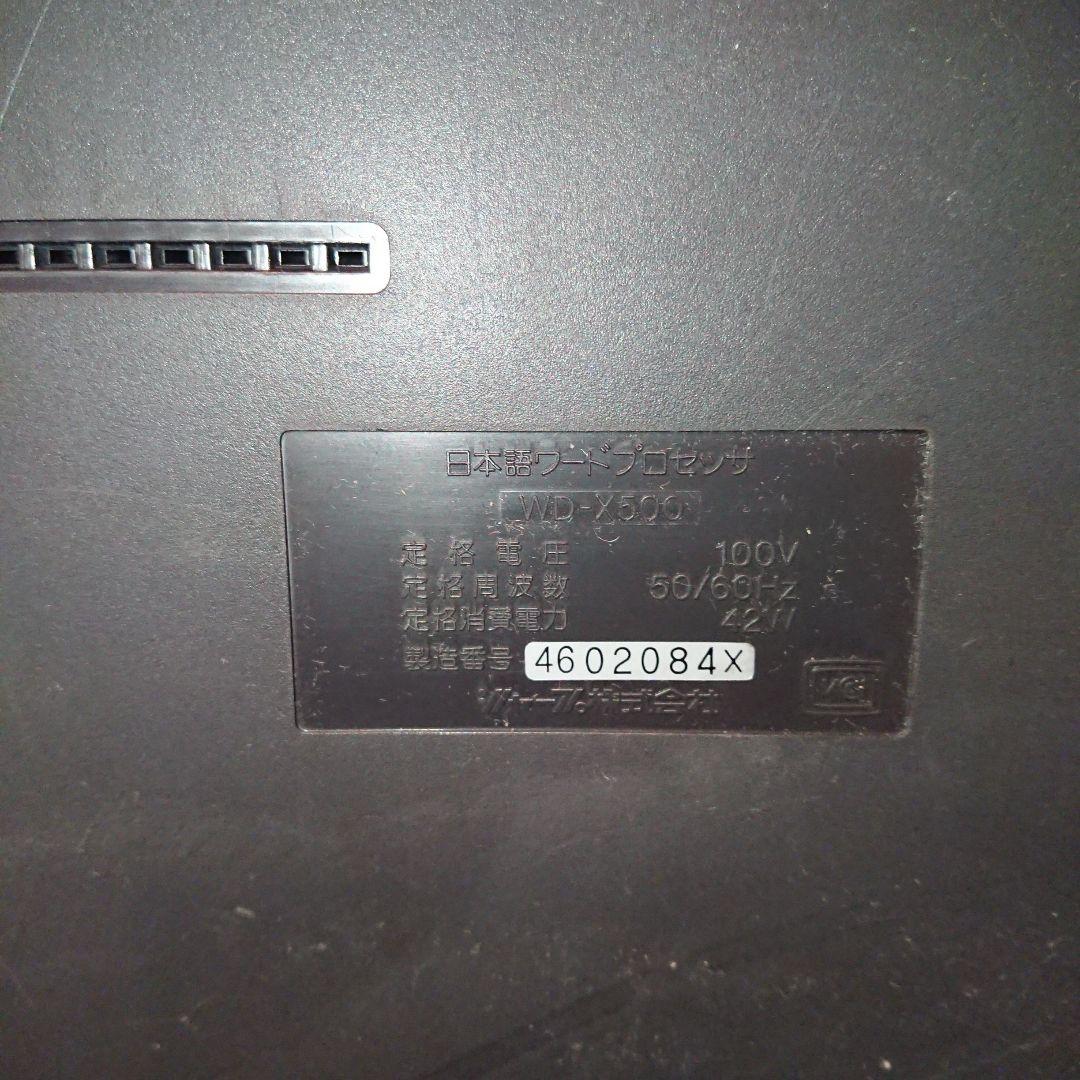 日本語ワードプロセッサ
WD-X500
定格電圧 100V
定格周波数 50/60Hz
定格消費電力 42W
製造番号 4602084X
シャープ株式会社